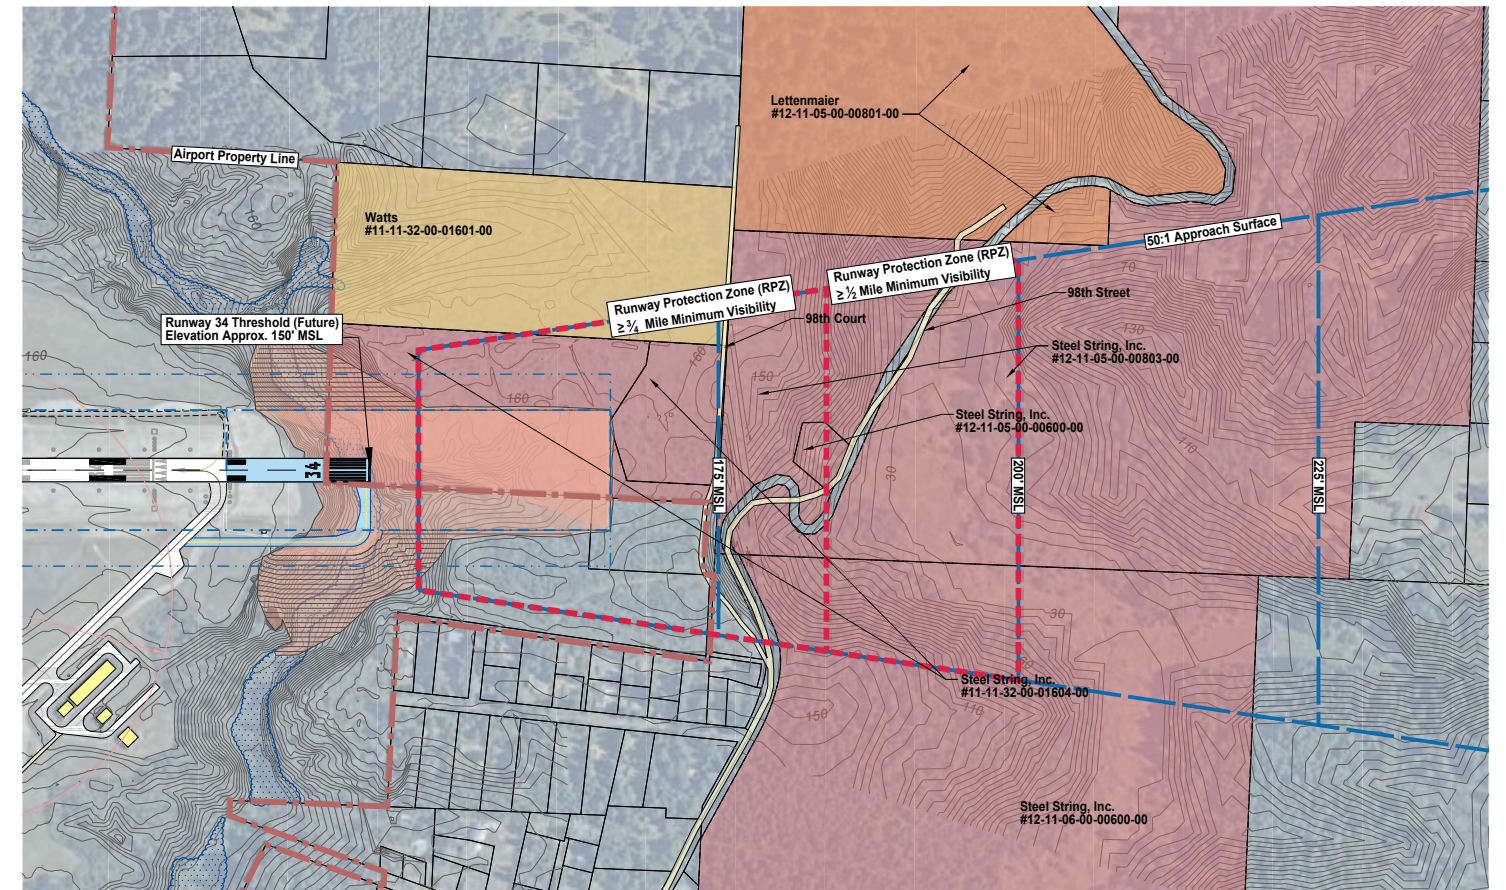 Lettenmaier
#12-11-05-00-00801-00
Airport Property Line
160
Watts
#11-11-32-00-01601-00
50:1 Approach Surface
Runway Protection Zone (RPZ)
≥ ½ Mile Minimum Visibility
70
Runway Protection Zone (RPZ)
≥ ¾ Mile Minimum Visibility
98th Street
98th Court
Runway 34 Threshold (Future)
Elevation Approx. 150' MSL
130
160
160
Steel String, Inc.
#12-11-05-00-00803-00
150
160
Steel String, Inc.
#12-11-05-00-00600-00
110
34
175' MSL
30
200' MSL
225' MSL
30
Steel String, Inc.
#11-11-32-00-01604-00
150
110
Steel String, Inc.
#12-11-06-00-00600-00